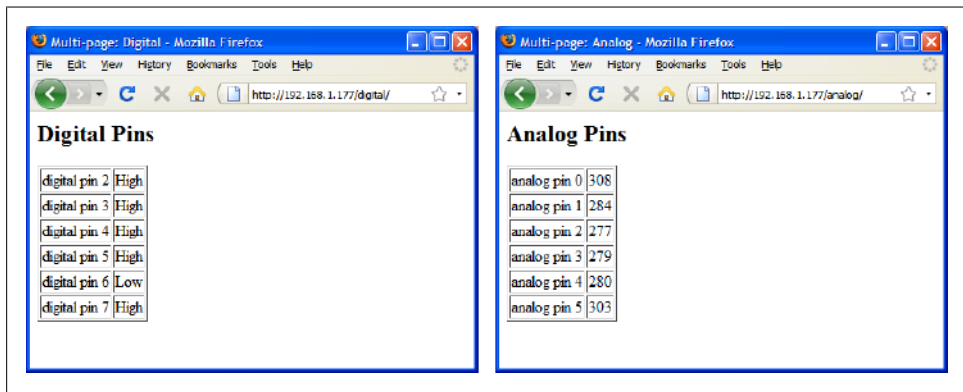 Multi-page: Digital - Mozilla Firefox
File Edit View History Bookmarks Tools Help
http://192.168.1.177/digital/
Digital Pins
digital pin 2 High
digital pin 3 High
digital pin 4 High
digital pin 5 High
digital pin 6 Low
digital pin 7 High
Multi-page: Analog - Mozilla Firefox
File Edit View History Bookmarks Tools Help
http://192.168.1.177/analog/
Analog Pins
analog pin 0 308
analog pin 1 284
analog pin 2 277
analog pin 3 279
analog pin 4 280
analog pin 5 303